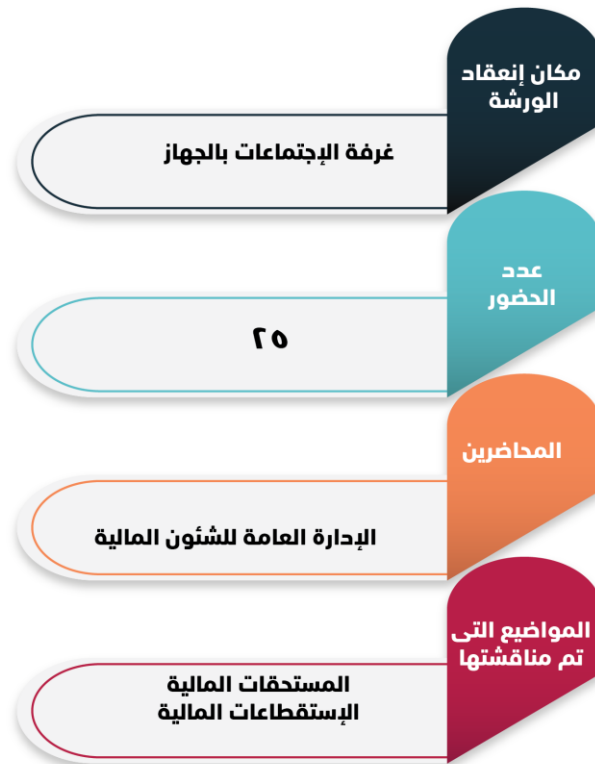 مكان إنعقاد
الورشة
غرفة الإجتماعات بالجهاز
عدد
الحضور
٢٥
المحاضرين
الإدارة العامة للشئون المالية
المواضيع التى
تم مناقشتها
المستحقات المالية
الإستقطاعات المالية